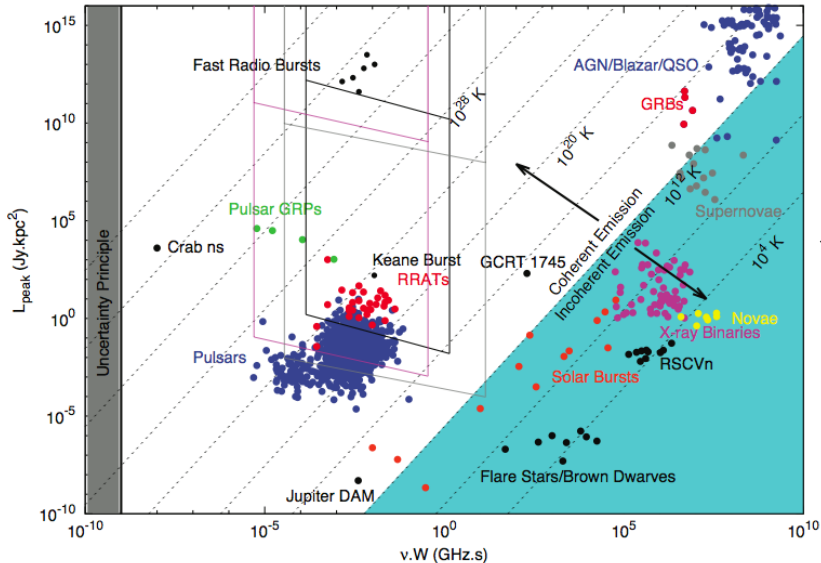 10^15
10^10
10^5
10^0
10^-5
10^-10
L_peak (Jy.kpc^2)
10^-10
10^-5
10^0
10^5
10^10
ν.W (GHz.s)
Uncertainty Principle
Fast Radio Bursts
AGN/Blazar/QSO
GRBs
10^28 K
10^20 K
10^12 K
10^4 K
Pulsar GRPs
Supernovae
Crab ns
Keane Burst
GCRT 1745
RRATs
Coherent Emission
Incoherent Emission
Novae
X-ray Binaries
Pulsars
RSCVn
Solar Bursts
Flare Stars/Brown Dwarves
Jupiter DAM